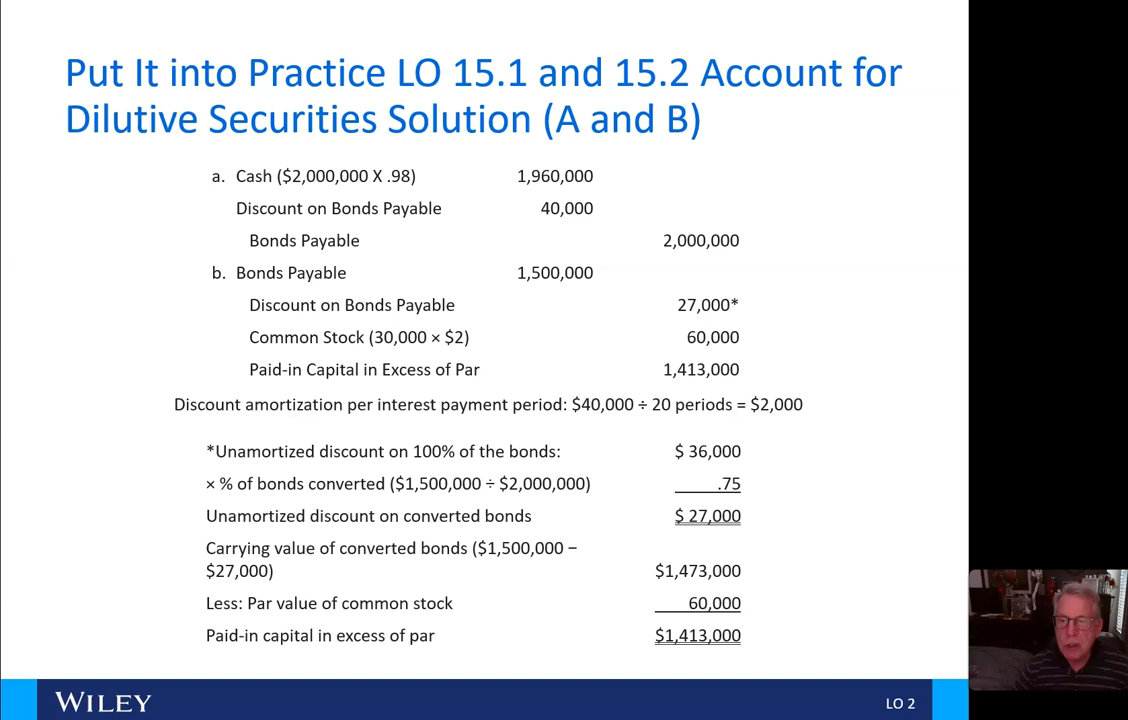 Put It into Practice LO 15.1 and 15.2 Account for
Dilutive Securities Solution (A and B)
a. Cash ($2,000,000 X .98) 1,960,000
Discount on Bonds Payable 40,000
Bonds Payable 2,000,000
b. Bonds Payable 1,500,000
Discount on Bonds Payable 27,000*
Common Stock (30,000 × $2) 60,000
Paid-in Capital in Excess of Par 1,413,000
Discount amortization per interest payment period: $40,000 ÷ 20 periods = $2,000
*Unamortized discount on 100% of the bonds: $ 36,000
× % of bonds converted ($1,500,000 ÷ $2,000,000) .75
Unamortized discount on converted bonds $ 27,000
Carrying value of converted bonds ($1,500,000 −
$27,000) $1,473,000
Less: Par value of common stock 60,000
Paid-in capital in excess of par $1,413,000
WILEY LO 2